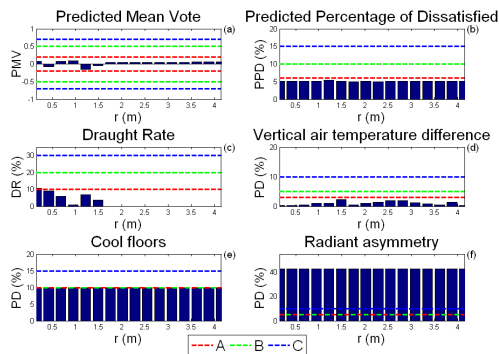 Predicted Mean Vote
(a)
PMV
1
0.5
0
-0.5
-1
0.5 1 1.5 2 2.5 3 3.5 4
r (m)
Predicted Percentage of Dissatisfied
(b)
PPD (%)
20
15
10
5
0
0.5 1 1.5 2 2.5 3 3.5 4
r (m)
Draught Rate
(c)
DR (%)
30
20
10
0
0.5 1 1.5 2 2.5 3 3.5 4
r (m)
Vertical air temperature difference
(d)
PD (%)
20
10
0
0.5 1 1.5 2 2.5 3 3.5 4
r (m)
Cool floors
(e)
PD (%)
20
15
10
5
0
0.5 1 1.5 2 2.5 3 3.5 4
r (m)
Radiant asymmetry
(f)
PD (%)
40
20
0
0.5 1 1.5 2 2.5 3 3.5 4
r (m)
A B C